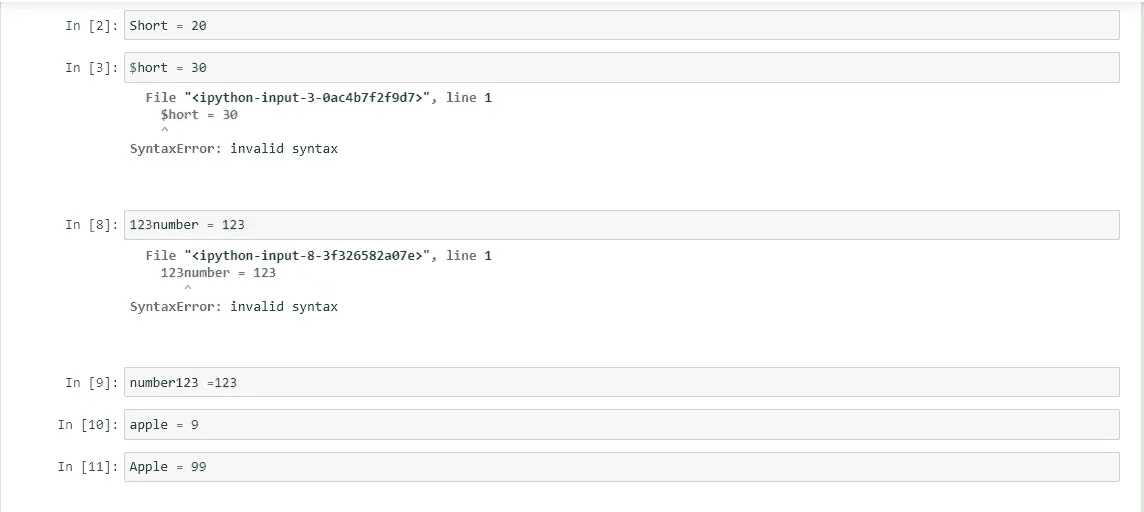 In [2]: Short = 20
In [3]: $hort = 30
File "<ipython-input-3-0ac4b7f2f9d7>", line 1
$hort = 30
^
SyntaxError: invalid syntax
In [8]: 123number = 123
File "<ipython-input-8-3f326582a07e>", line 1
123number = 123
^
SyntaxError: invalid syntax
In [9]: number123 =123
In [10]: apple = 9
In [11]: Apple = 99